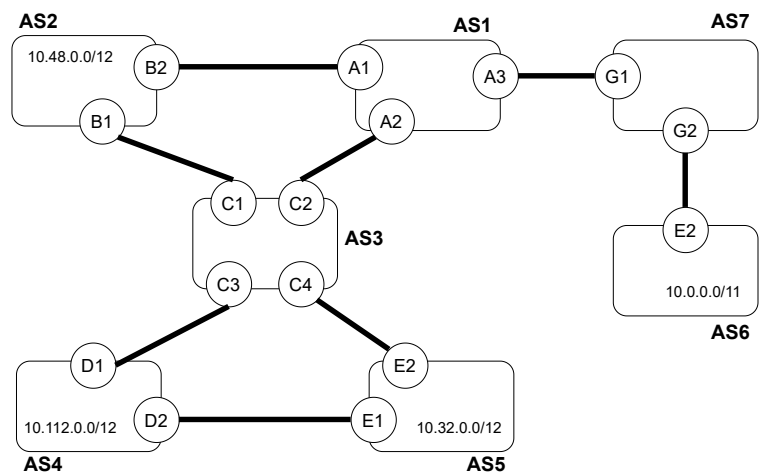 AS2
AS1
AS7
10.48.0.0/12
B2
A1
A3
G1
B1
A2
G2
C1
C2
E2
AS3
C3
C4
10.0.0.0/11
AS6
D1
E2
D2
E1
10.112.0.0/12
10.32.0.0/12
AS4
AS5